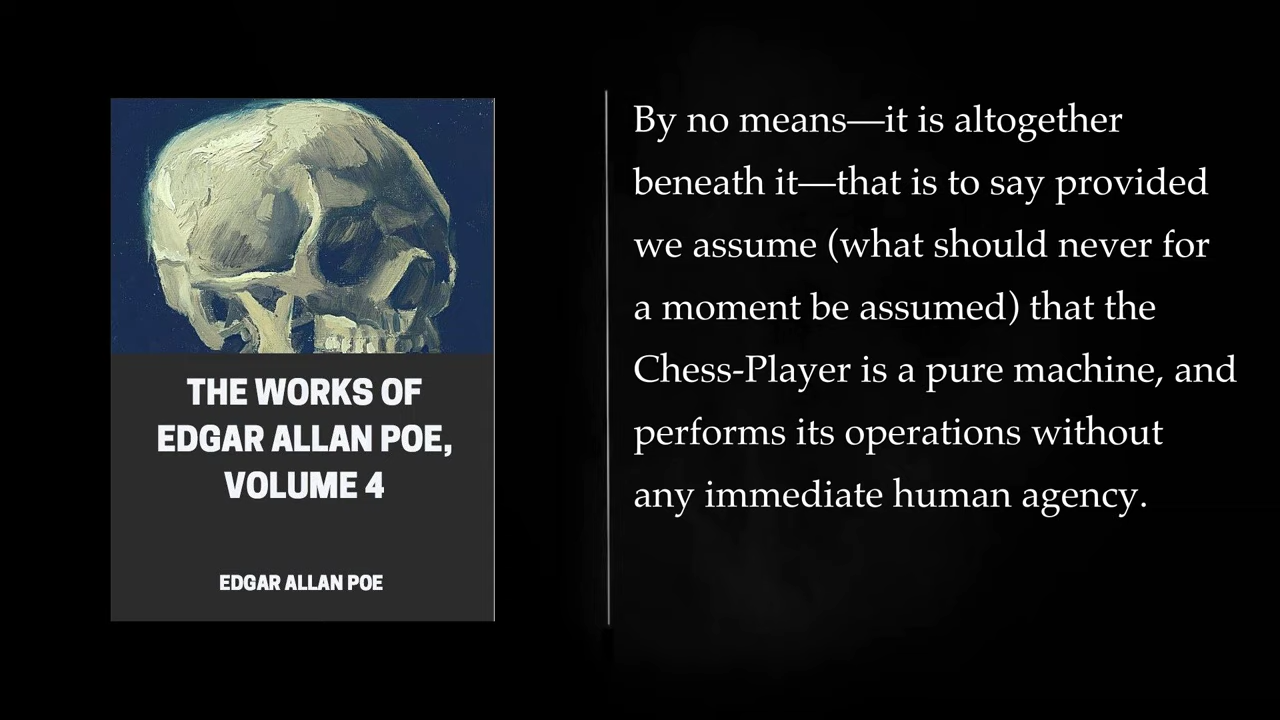 THE WORKS OF
EDGAR ALLAN POE,
VOLUME 4
EDGAR ALLAN POE
By no means—it is altogether
beneath it—that is to say provided
we assume (what should never for
a moment be assumed) that the
Chess-Player is a pure machine, and
performs its operations without
any immediate human agency.